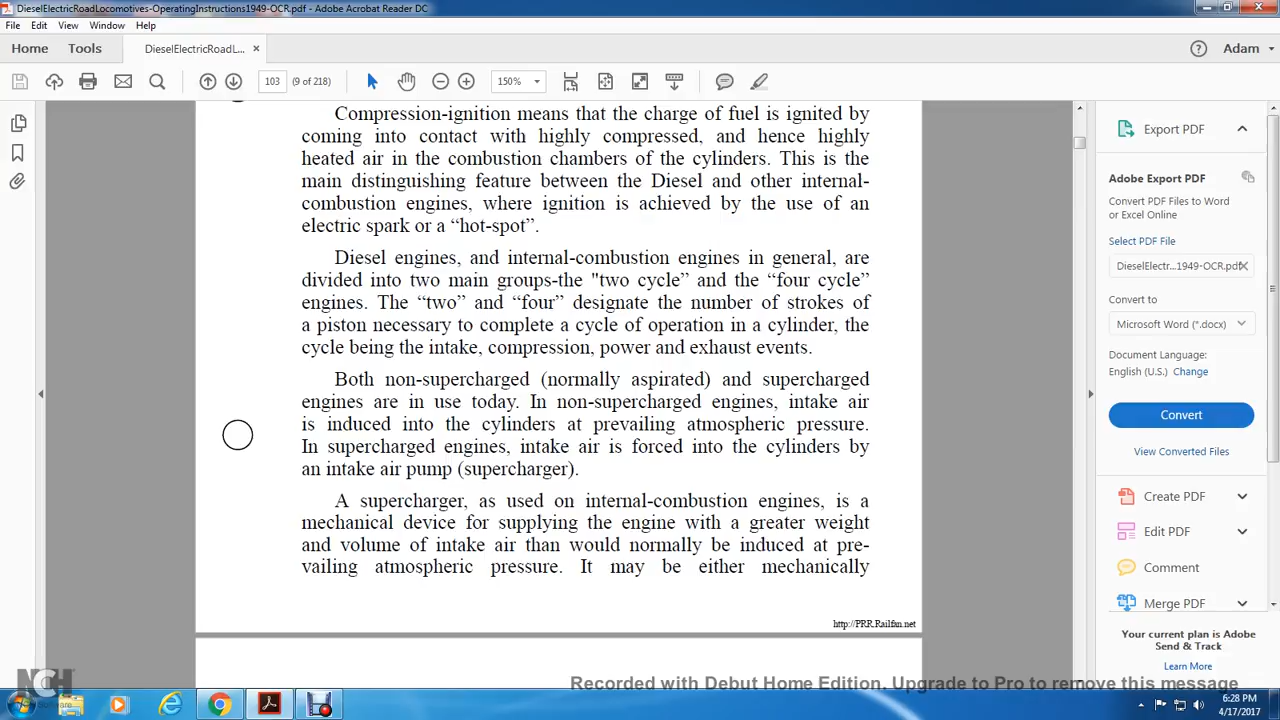 DieselElectricRoadLocomotives-OperatingInstructions1949-OCR.pdf - Adobe Acrobat Reader DC
File Edit View Window Help
Home Tools DieselElectricRoadL... × Adam
103 (9 of 218) 150%
Compression-ignition means that the charge of fuel is ignited by
coming into contact with highly compressed, and hence highly
heated air in the combustion chambers of the cylinders. This is the
main distinguishing feature between the Diesel and other internal-
combustion engines, where ignition is achieved by the use of an
electric spark or a “hot-spot”.
Diesel engines, and internal-combustion engines in general, are
divided into two main groups-the "two cycle” and the “four cycle”
engines. The “two” and “four” designate the number of strokes of
a piston necessary to complete a cycle of operation in a cylinder, the
cycle being the intake, compression, power and exhaust events.
Both non-supercharged (normally aspirated) and supercharged
engines are in use today. In non-supercharged engines, intake air
is induced into the cylinders at prevailing atmospheric pressure.
In supercharged engines, intake air is forced into the cylinders by
an intake air pump (supercharger).
A supercharger, as used on internal-combustion engines, is a
mechanical device for supplying the engine with a greater weight
and volume of intake air than would normally be induced at pre-
vailing atmospheric pressure. It may be either mechanically
http://PRR.Railfan.net
Export PDF
Adobe Export PDF
Convert PDF Files to Word
or Excel Online
Select PDF File
DieselElectr...1949-OCR.pdf
Convert to
Microsoft Word (*.docx)
Document Language:
English (U.S.) Change
Convert
View Converted Files
Create PDF
Edit PDF
Comment
Merge PDF
Your current plan is Adobe
Send & Track
Learn More
NCH
Recorded with Debut Home Edition. Upgrade to Pro to remove this message
6:28 PM
4/17/2017